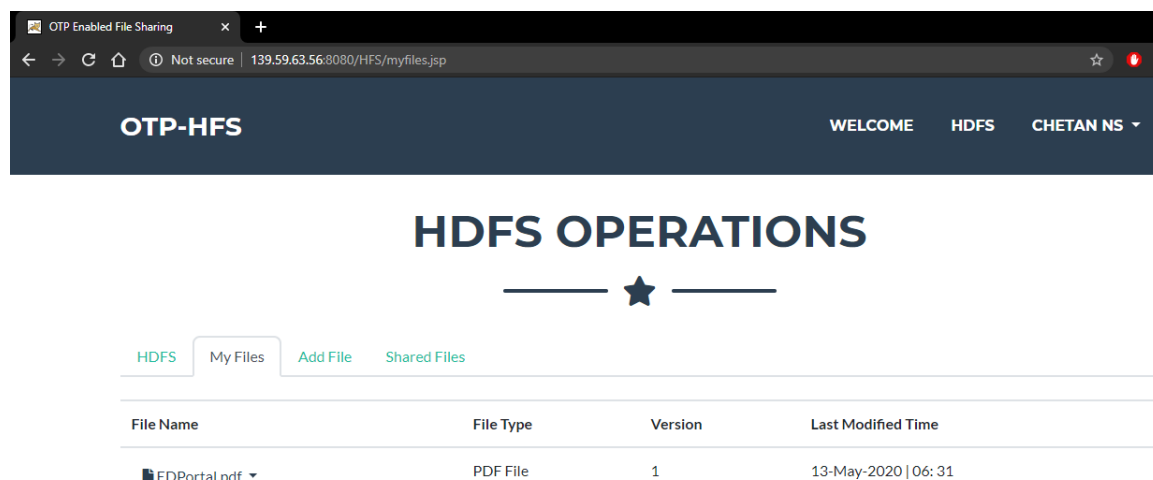 OTP Enabled File Sharing
Not secure | 139.59.63.56:8080/HFS/myfiles.jsp
OTP-HFS WELCOME HDFS CHETAN NS
HDFS OPERATIONS
HDFS My Files Add File Shared Files
File Name File Type Version Last Modified Time
EDPortal.pdf PDF File 1 13-May-2020 | 06: 31